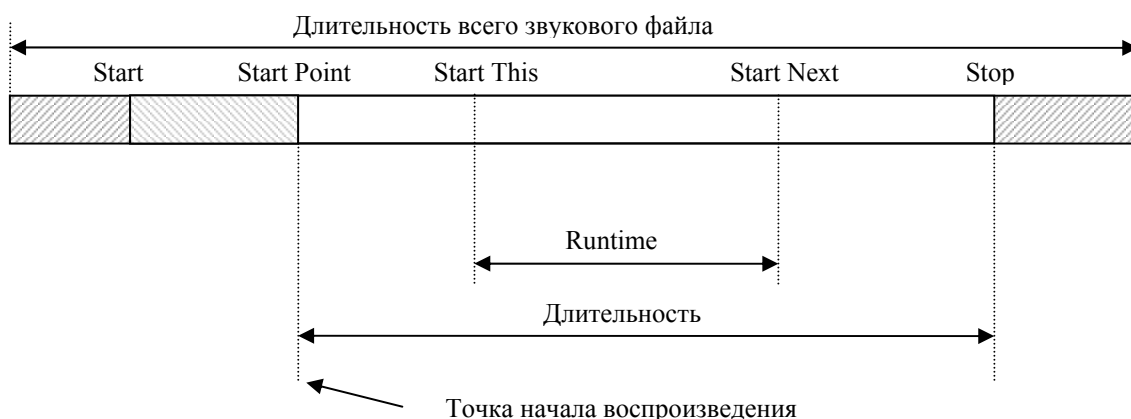 Длительность всего звукового файла
Start Start Point Start This Start Next Stop
Runtime
Длительность
Точка начала воспроизведения